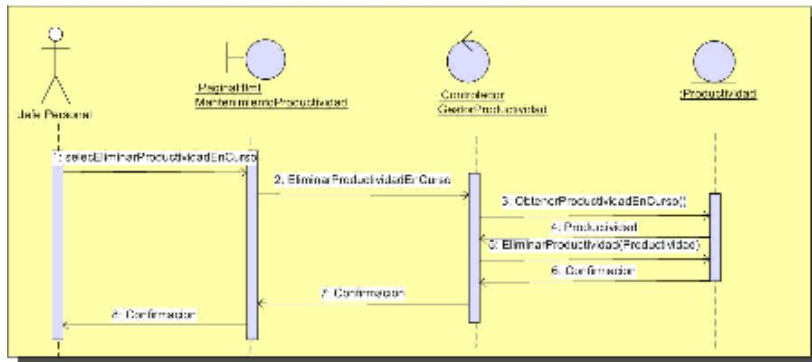 PaginaHtml
MantenimientoProductividad
Controlador
GestorProductividad
:Productividad
Jefe Personal
1: selecEliminarProductividadEnCurso
2: EliminarProductividadEnCurso
3: ObtenerProductividadEnCurso()
4: Productividad
5: EliminarProductividad(Productividad)
6: Confirmacion
7: Confirmacion
8: Confirmacion